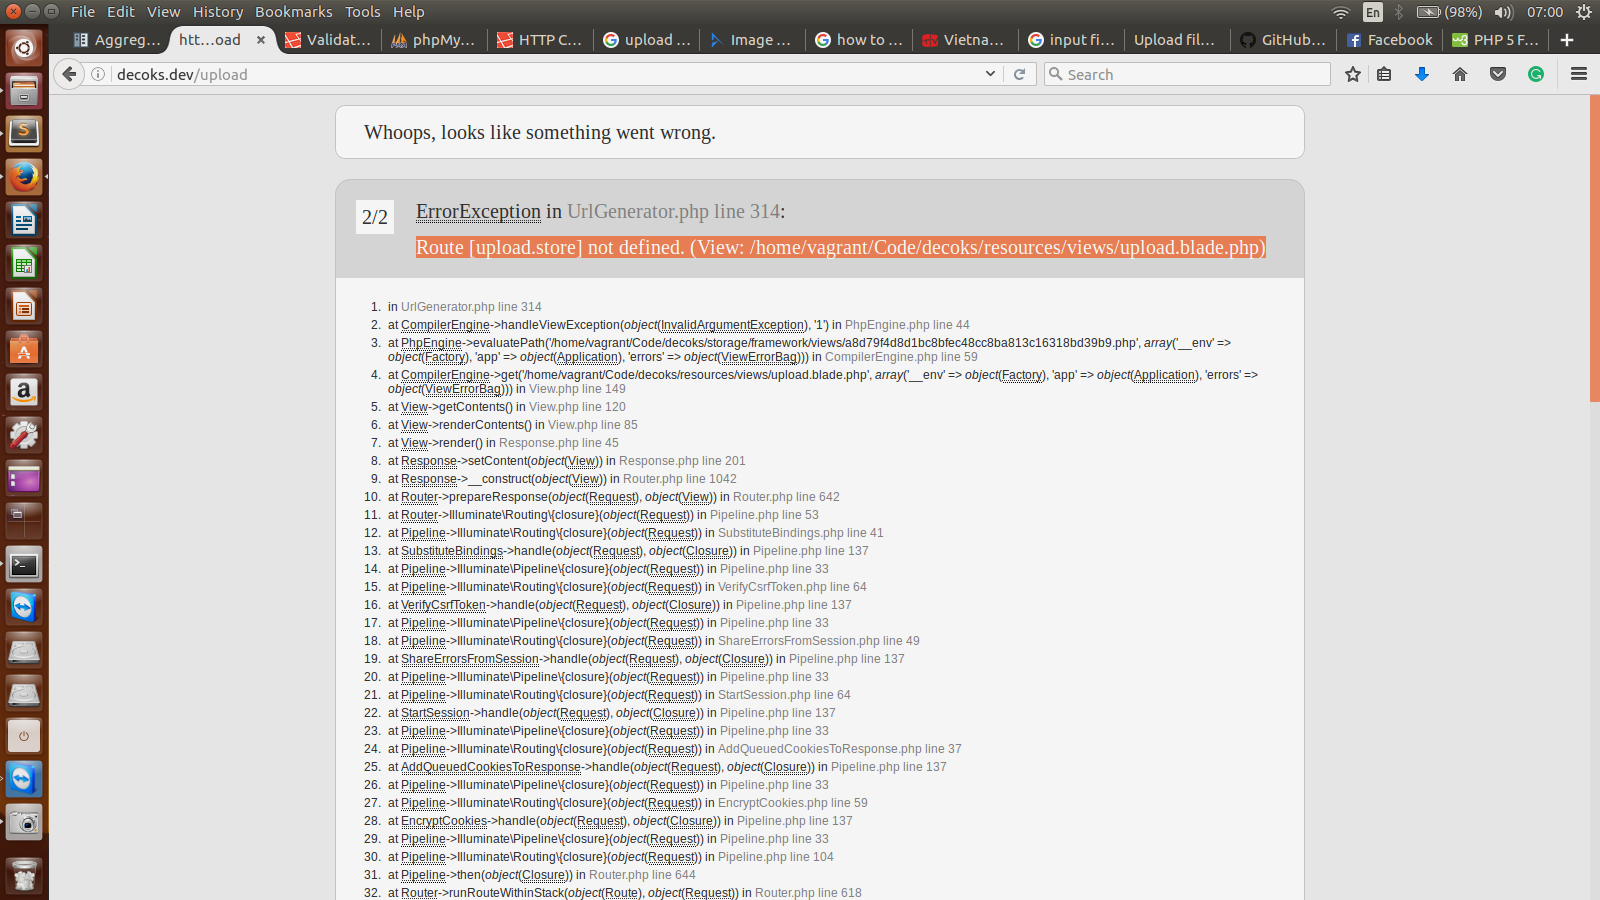 File Edit View History Bookmarks Tools Help
En (98%) 07:00
Aggreg... htt...oad Validat... phpMy... HTTP C... upload ... Image ... how to ... Vietna... input fi... Upload fil... GitHub... Facebook PHP 5 F...
decoks.dev/upload
Search
Whoops, looks like something went wrong.
2/2
ErrorException in UrlGenerator.php line 314:
Route [upload.store] not defined. (View: /home/vagrant/Code/decoks/resources/views/upload.blade.php)
1. in UrlGenerator.php line 314
2. at CompilerEngine->handleViewException(object(InvalidArgumentException), '1') in PhpEngine.php line 44
3. at PhpEngine->evaluatePath('/home/vagrant/Code/decoks/storage/framework/views/a8d79f4d8d1bc8bfec48cc8ba813c16318bd39b9.php', array('__env' =>
object(Factory), 'app' => object(Application), 'errors' => object(ViewErrorBag))) in CompilerEngine.php line 59
4. at CompilerEngine->get('/home/vagrant/Code/decoks/resources/views/upload.blade.php', array('__env' => object(Factory), 'app' => object(Application), 'errors' =>
object(ViewErrorBag))) in View.php line 149
5. at View->getContents() in View.php line 120
6. at View->renderContents() in View.php line 85
7. at View->render() in Response.php line 45
8. at Response->setContent(object(View)) in Response.php line 201
9. at Response->__construct(object(View)) in Router.php line 1042
10. at Router->prepareResponse(object(Request), object(View)) in Router.php line 642
11. at Router->Illuminate\Routing\{closure}(object(Request)) in Pipeline.php line 53
12. at Pipeline->Illuminate\Routing\{closure}(object(Request)) in SubstituteBindings.php line 41
13. at SubstituteBindings->handle(object(Request), object(Closure)) in Pipeline.php line 137
14. at Pipeline->Illuminate\Pipeline\{closure}(object(Request)) in Pipeline.php line 33
15. at Pipeline->Illuminate\Routing\{closure}(object(Request)) in VerifyCsrfToken.php line 64
16. at VerifyCsrfToken->handle(object(Request), object(Closure)) in Pipeline.php line 137
17. at Pipeline->Illuminate\Pipeline\{closure}(object(Request)) in Pipeline.php line 33
18. at Pipeline->Illuminate\Routing\{closure}(object(Request)) in ShareErrorsFromSession.php line 49
19. at ShareErrorsFromSession->handle(object(Request), object(Closure)) in Pipeline.php line 137
20. at Pipeline->Illuminate\Pipeline\{closure}(object(Request)) in Pipeline.php line 33
21. at Pipeline->Illuminate\Routing\{closure}(object(Request)) in StartSession.php line 64
22. at StartSession->handle(object(Request), object(Closure)) in Pipeline.php line 137
23. at Pipeline->Illuminate\Pipeline\{closure}(object(Request)) in Pipeline.php line 33
24. at Pipeline->Illuminate\Routing\{closure}(object(Request)) in AddQueuedCookiesToResponse.php line 37
25. at AddQueuedCookiesToResponse->handle(object(Request), object(Closure)) in Pipeline.php line 137
26. at Pipeline->Illuminate\Pipeline\{closure}(object(Request)) in Pipeline.php line 33
27. at Pipeline->Illuminate\Routing\{closure}(object(Request)) in EncryptCookies.php line 59
28. at EncryptCookies->handle(object(Request), object(Closure)) in Pipeline.php line 137
29. at Pipeline->Illuminate\Pipeline\{closure}(object(Request)) in Pipeline.php line 33
30. at Pipeline->Illuminate\Routing\{closure}(object(Request)) in Pipeline.php line 104
31. at Pipeline->then(object(Closure)) in Router.php line 644
32. at Router->runRouteWithinStack(object(Route), object(Request)) in Router.php line 618